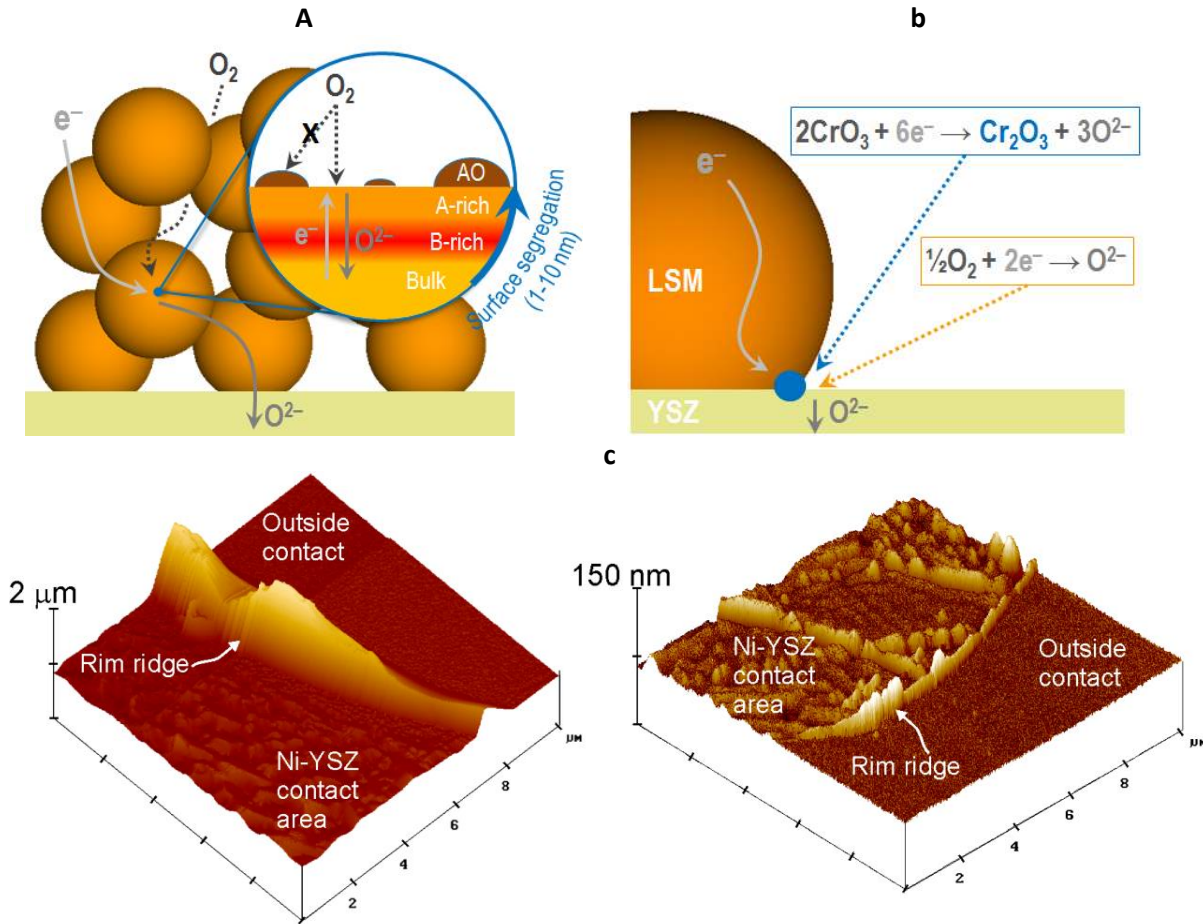 A
O₂
e⁻
O₂
X
AO
A-rich
e⁻
O²⁻
B-rich
Bulk
Surface segregation
(1-10 nm)
O²⁻
b
2CrO₃ + 6e⁻ → Cr₂O₃ + 3O²⁻
e⁻
½O₂ + 2e⁻ → O²⁻
LSM
YSZ
O²⁻
c
Outside
contact
2 μm
Rim ridge
Ni-YSZ
contact
area
2
4
6
8
μM
150 nm
Ni-YSZ
contact
area
Outside
contact
Rim ridge
2
4
6
8
μM